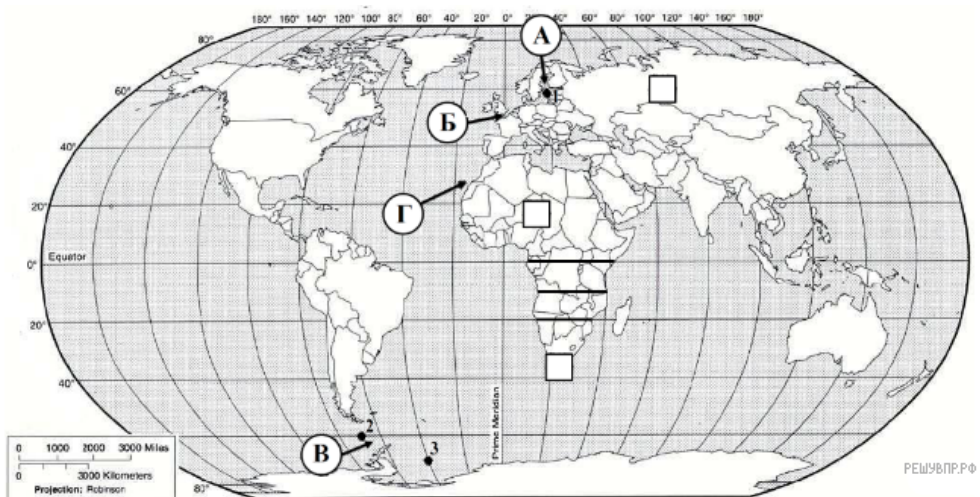 180° 160° 140° 120° 100° 80° 60° 40° 20° 0° 20° 40° 60° 80° 100° 120° 140° 160° 180°
80°
А
60°
1
Б
40°
Г
20°
Equator
0°
20°
40°
Prime Meridian
2
В
3
0 1000 2000 3000 Miles
0 3000 Kilometers
Projection: Robinson
80°
РЕШУВПР.РФ